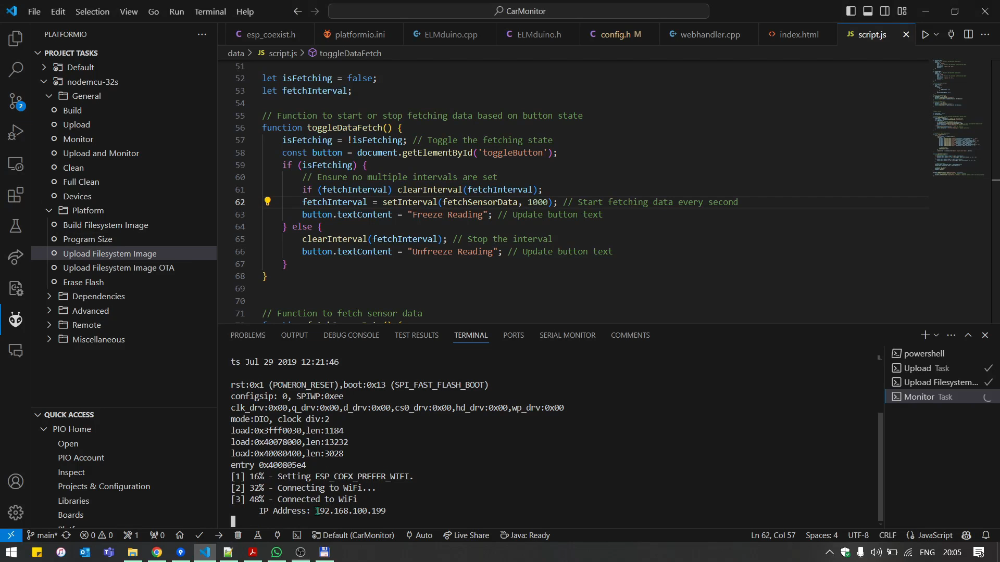 File Edit Selection View Go Run Terminal Help
CarMonitor
PLATFORMIO
PROJECT TASKS
Default
nodemcu-32s
General
Build
Upload
Monitor
Upload and Monitor
Clean
Full Clean
Devices
Platform
Build Filesystem Image
Program Size
Upload Filesystem Image
Upload Filesystem Image OTA
Erase Flash
Dependencies
Advanced
Remote
Miscellaneous
QUICK ACCESS
PIO Home
Open
PIO Account
Inspect
Projects & Configuration
Libraries
Boards
2
esp_coexist.h platformio.ini ELMduino.cpp ELMduino.h config.h M webhandler.cpp index.html JS script.js
data > JS script.js > toggleDataFetch
51
52 let isFetching = false;
53 let fetchInterval;
54
55 // Function to start or stop fetching data based on button state
56 function toggleDataFetch() {
57 isFetching = !isFetching; // Toggle the fetching state
58 const button = document.getElementById('toggleButton');
59 if (isFetching) {
60 // Ensure no multiple intervals are set
61 if (fetchInterval) clearInterval(fetchInterval);
62 fetchInterval = setInterval(fetchSensorData, 1000); // Start fetching data every second
63 button.textContent = "Freeze Reading"; // Update button text
64 } else {
65 clearInterval(fetchInterval); // Stop the interval
66 button.textContent = "Unfreeze Reading"; // Update button text
67 }
68 }
69
70
71 // Function to fetch sensor data
PROBLEMS OUTPUT DEBUG CONSOLE TEST RESULTS TERMINAL PORTS SERIAL MONITOR COMMENTS
ts Jul 29 2019 12:21:46
rst:0x1 (POWERON_RESET),boot:0x13 (SPI_FAST_FLASH_BOOT)
configsip: 0, SPIWP:0xee
clk_drv:0x00,q_drv:0x00,d_drv:0x00,cs0_drv:0x00,hd_drv:0x00,wp_drv:0x00
mode:DIO, clock div:2
load:0x3fff0030,len:1184
load:0x40078000,len:13232
load:0x40080400,len:3028
entry 0x400805e4
[1] 16% - Setting ESP_COEX_PREFER_WIFI.
[2] 32% - Connecting to WiFi...
[3] 48% - Connected to WiFi
IP Address: 192.168.100.199
powershell
Upload Task
Upload Filesystem...
Monitor Task
main* 0 0 1 0 Default (CarMonitor) Auto Live Share Java: Ready Ln 62, Col 57 Spaces: 4 UTF-8 CRLF JavaScript
ENG 20:05